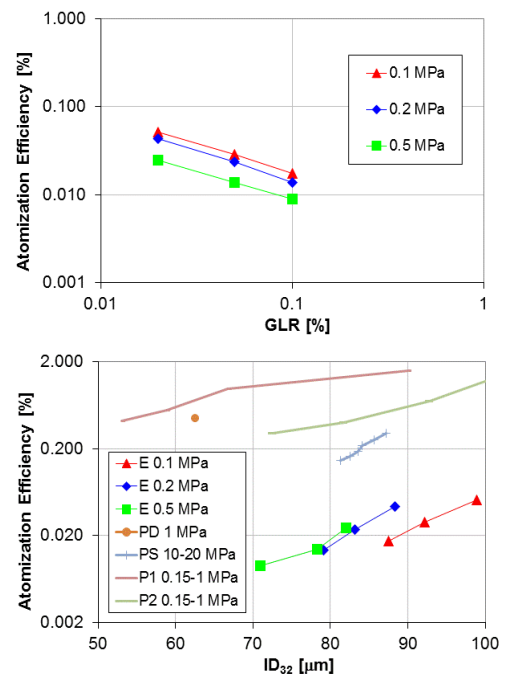 1.000
0.100
0.010
0.001
Atomization Efficiency [%]
0.1 MPa
0.2 MPa
0.5 MPa
0.01 0.1 1
GLR [%]
2.000
0.200
0.020
0.002
Atomization Efficiency [%]
E 0.1 MPa
E 0.2 MPa
E 0.5 MPa
PD 1 MPa
PS 10-20 MPa
P1 0.15-1 MPa
P2 0.15-1 MPa
50 60 70 80 90 100
ID32 [μm]